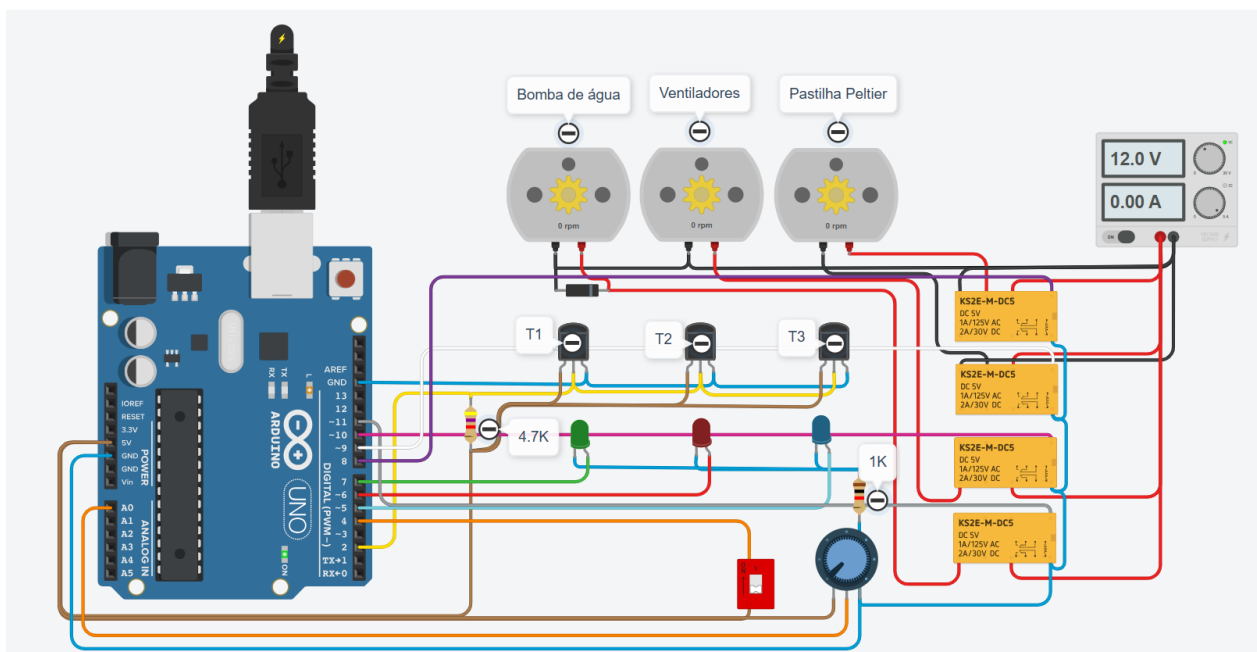 Bomba de água
Ventiladores
Pastilha Peltier
0 rpm
0 rpm
0 rpm
12.0 V
0.00 A
ON
KS2E-M-DC5
DC 5V
1A/125V AC
2A/30V DC
KS2E-M-DC5
DC 5V
1A/125V AC
2A/30V DC
KS2E-M-DC5
DC 5V
1A/125V AC
2A/30V DC
KS2E-M-DC5
DC 5V
1A/125V AC
2A/30V DC
T1
T2
T3
4.7K
1K
RX
TX
L
ARDUINO
UNO
ON
AREF
GND
13
12
~11
~10
~9
8
7
~6
~5
4
~3
2
TX→1
RX←0
DIGITAL (PWM~)
IOREF
RESET
3.3V
5V
GND
GND
Vin
POWER
A0
A1
A2
A3
A4
A5
ANALOG IN